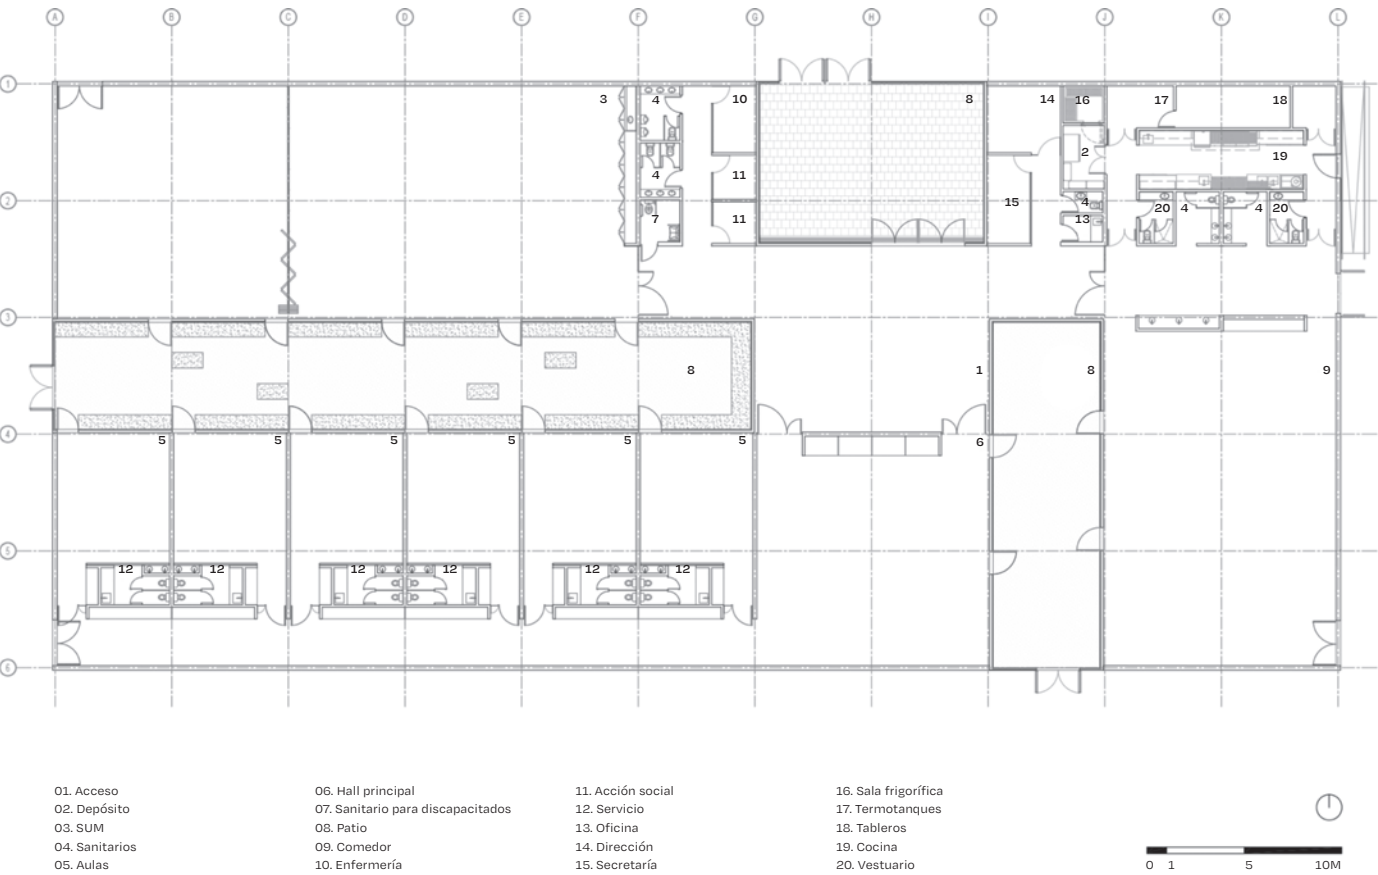 A B C D E F G H I J K L
1
3 4 10 8 14 16 17 18
2 19
4 11
2 7 11 15 4 13 20 4 4 20
3
8 1 8 9
4
5 5 5 5 5 5 6
5
12 12 12 12 12 12
6
01. Acceso
02. Depósito
03. SUM
04. Sanitarios
05. Aulas
06. Hall principal
07. Sanitario para discapacitados
08. Patio
09. Comedor
10. Enfermería
11. Acción social
12. Servicio
13. Oficina
14. Dirección
15. Secretaría
16. Sala frigorífica
17. Termotanques
18. Tableros
19. Cocina
20. Vestuario
0 1 5 10M